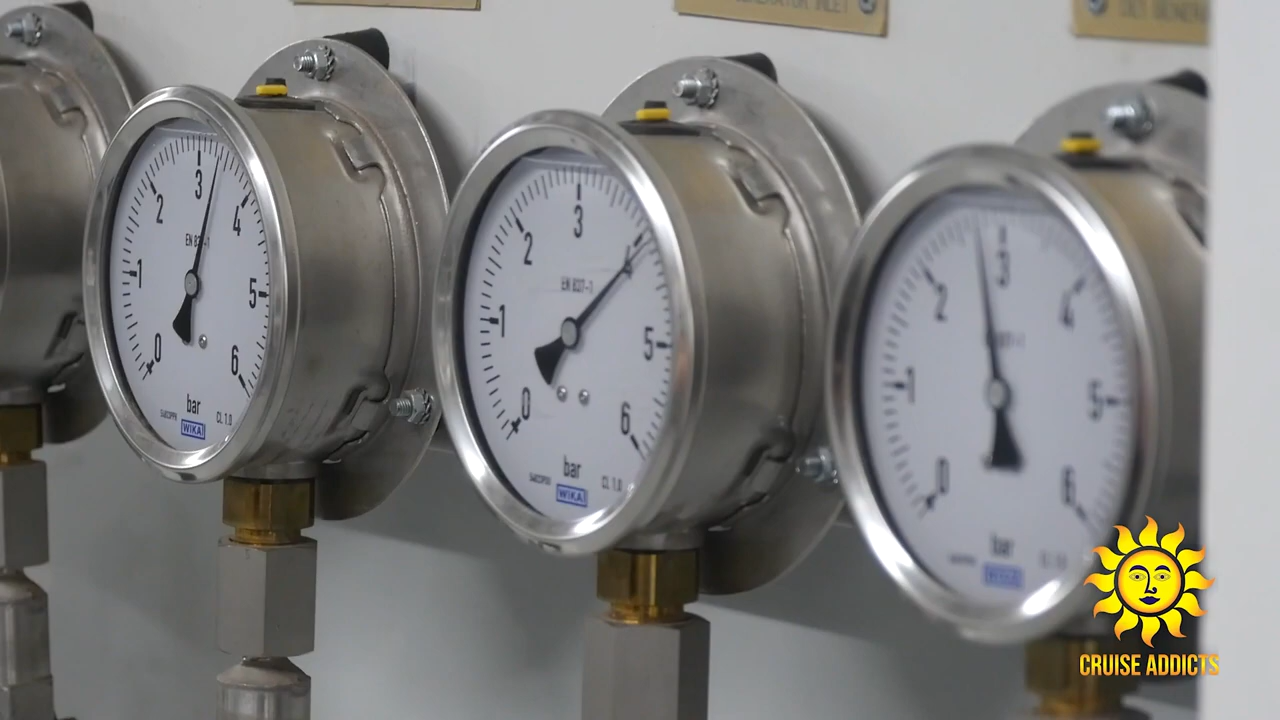 INLET
0 1 2 3 4 5 6
EN 837-1
bar
WIKA
CL 1.0
0 1 2 3 4 5 6
EN 837-1
bar
WIKA
CL 1.0
0 1 2 3 4 5 6
bar
CRUISE ADDICTS